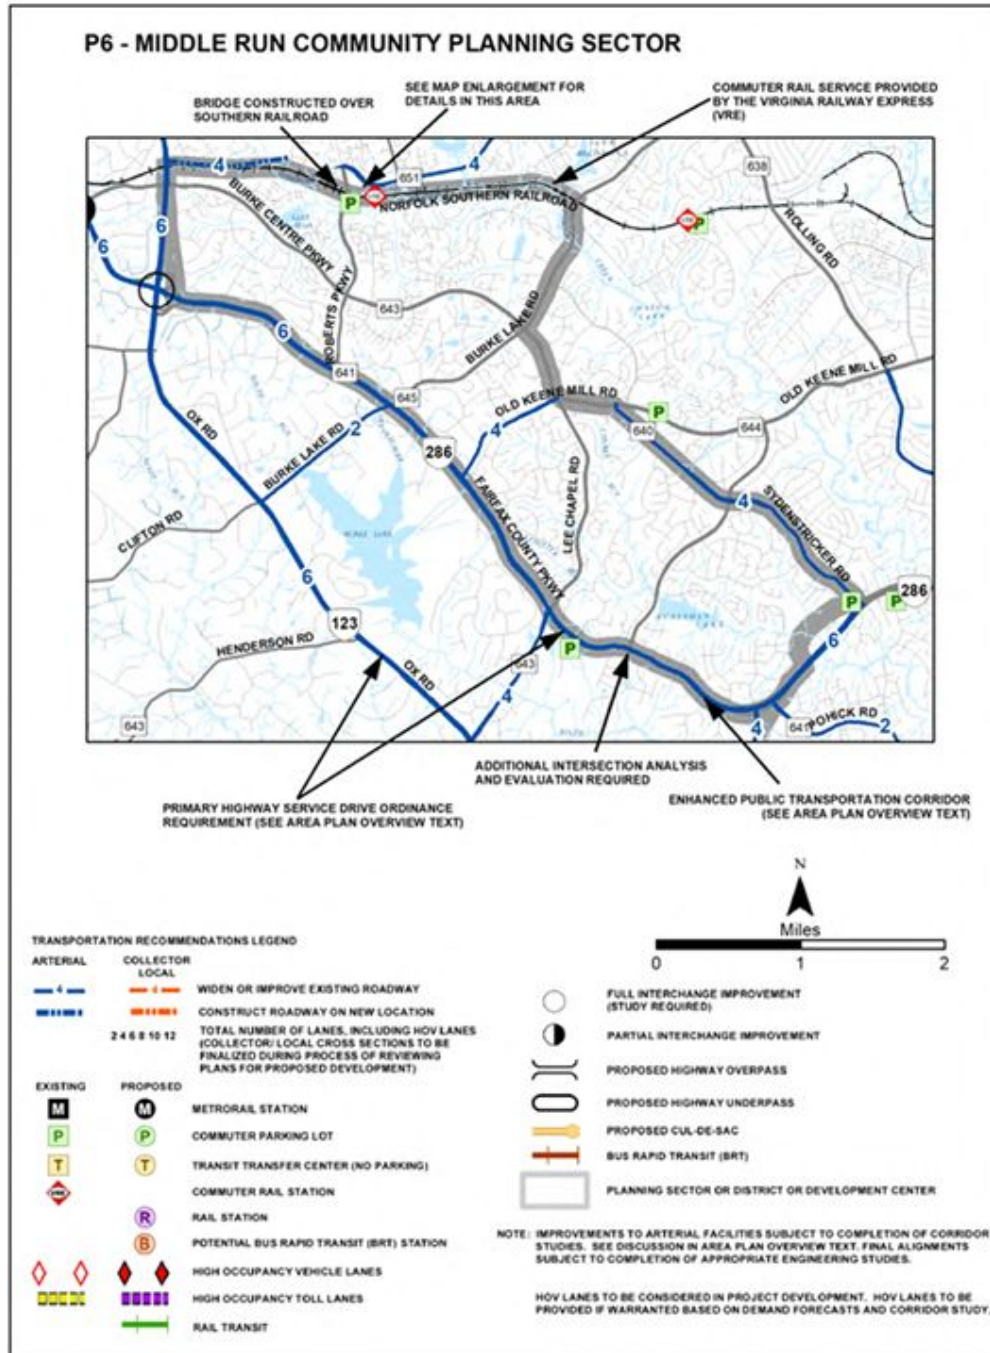 P6 - MIDDLE RUN COMMUNITY PLANNING SECTOR
BRIDGE CONSTRUCTED OVER
SOUTHERN RAILROAD
SEE MAP ENLARGEMENT FOR
DETAILS IN THIS AREA
COMMUTER RAIL SERVICE PROVIDED
BY THE VIRGINIA RAILWAY EXPRESS
(VRE)
4
4
651
638
P
NORFOLK SOUTHERN RAILROAD
BURKE CENTRE PKWY
ROLLING RD
P
6
6
643
ROBERTS PKWY
BURKE LAKE RD
6
641
645
OLD KEENE MILL RD
OLD KEENE MILL RD
P
640
644
OX RD
BURKE LAKE RD
2
4
286
FAIRFAX COUNTY PKWY
LEE CHAPEL RD
4
SYDENSTRICKER RD
CLIFTON RD
BURKE LAKE
6
123
HENDERSON RD
P
P
286
6
P
OX RD
643
4
643
4
641
POHICK RD
2
ADDITIONAL INTERSECTION ANALYSIS
AND EVALUATION REQUIRED
PRIMARY HIGHWAY SERVICE DRIVE ORDINANCE
REQUIREMENT (SEE AREA PLAN OVERVIEW TEXT)
ENHANCED PUBLIC TRANSPORTATION CORRIDOR
(SEE AREA PLAN OVERVIEW TEXT)
N
Miles
0 1 2
TRANSPORTATION RECOMMENDATIONS LEGEND
ARTERIAL
COLLECTOR
LOCAL
4 4 WIDEN OR IMPROVE EXISTING ROADWAY
CONSTRUCT ROADWAY ON NEW LOCATION
2 4 6 8 10 12 TOTAL NUMBER OF LANES, INCLUDING HOV LANES
(COLLECTOR/ LOCAL CROSS SECTIONS TO BE
FINALIZED DURING PROCESS OF REVIEWING
PLANS FOR PROPOSED DEVELOPMENT)
EXISTING PROPOSED
M M METRORAIL STATION
P P COMMUTER PARKING LOT
T T TRANSIT TRANSFER CENTER (NO PARKING)
VRE COMMUTER RAIL STATION
R RAIL STATION
B POTENTIAL BUS RAPID TRANSIT (BRT) STATION
HIGH OCCUPANCY VEHICLE LANES
HIGH OCCUPANCY TOLL LANES
RAIL TRANSIT
FULL INTERCHANGE IMPROVEMENT
(STUDY REQUIRED)
PARTIAL INTERCHANGE IMPROVEMENT
PROPOSED HIGHWAY OVERPASS
PROPOSED HIGHWAY UNDERPASS
PROPOSED CUL-DE-SAC
BUS RAPID TRANSIT (BRT)
PLANNING SECTOR OR DISTRICT OR DEVELOPMENT CENTER
NOTE: IMPROVEMENTS TO ARTERIAL FACILITIES SUBJECT TO COMPLETION OF CORRIDOR
STUDIES. SEE DISCUSSION IN AREA PLAN OVERVIEW TEXT. FINAL ALIGNMENTS
SUBJECT TO COMPLETION OF APPROPRIATE ENGINEERING STUDIES.
HOV LANES TO BE CONSIDERED IN PROJECT DEVELOPMENT. HOV LANES TO BE
PROVIDED IF WARRANTED BASED ON DEMAND FORECASTS AND CORRIDOR STUDY.